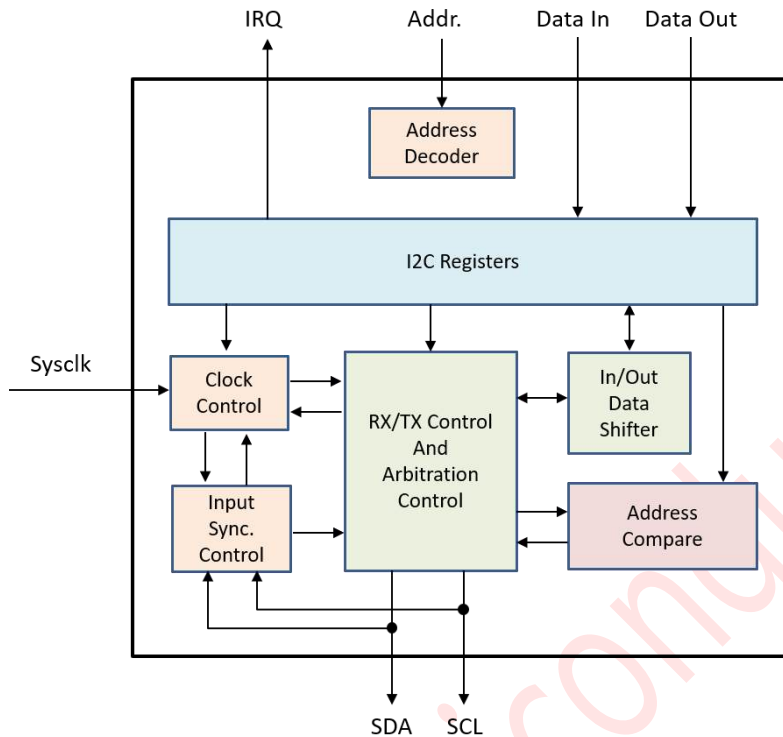 IRQ
Addr.
Data In
Data Out
Address
Decoder
I2C Registers
Sysclk
Clock
Control
RX/TX Control
And
Arbitration
Control
In/Out
Data
Shifter
Input
Sync.
Control
Address
Compare
SDA
SCL